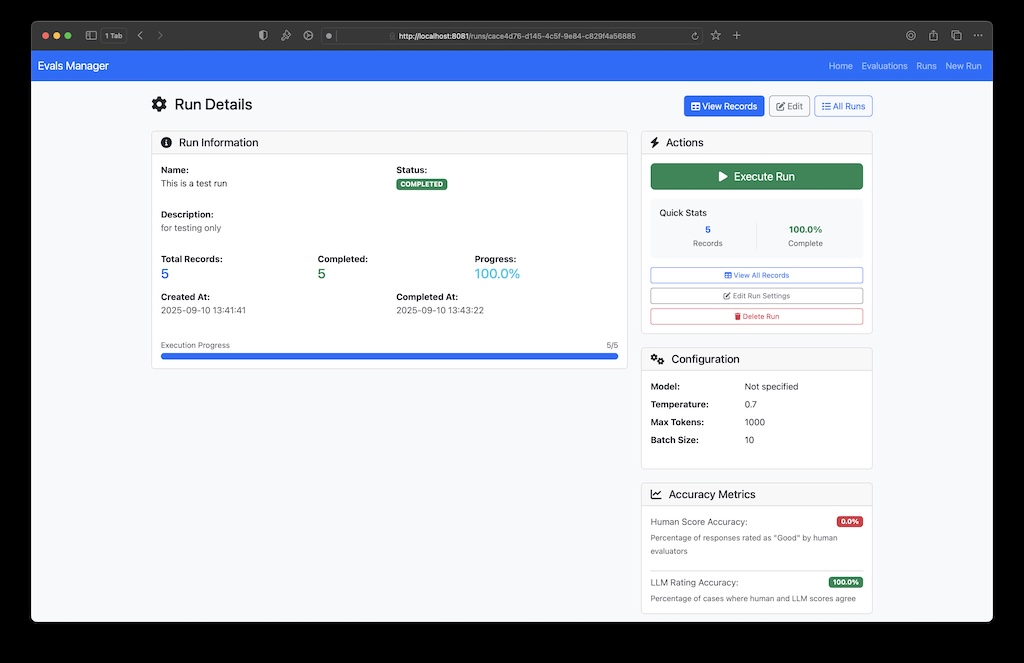 1 Tab
http://localhost:8081/runs/cace4d76-d145-4c5f-9e84-c829f4a56885
Evals Manager
Home Evaluations Runs New Run
Run Details
View Records Edit All Runs
Run Information
Name:
This is a test run
Status:
COMPLETED
Description:
for testing only
Total Records:
5
Completed:
5
Progress:
100.0%
Created At:
2025-09-10 13:41:41
Completed At:
2025-09-10 13:43:22
Execution Progress 5/5
Actions
Execute Run
Quick Stats
5
Records
100.0%
Complete
View All Records
Edit Run Settings
Delete Run
Configuration
Model: Not specified
Temperature: 0.7
Max Tokens: 1000
Batch Size: 10
Accuracy Metrics
Human Score Accuracy: 0.0%
Percentage of responses rated as "Good" by human
evaluators
LLM Rating Accuracy: 100.0%
Percentage of cases where human and LLM scores agree